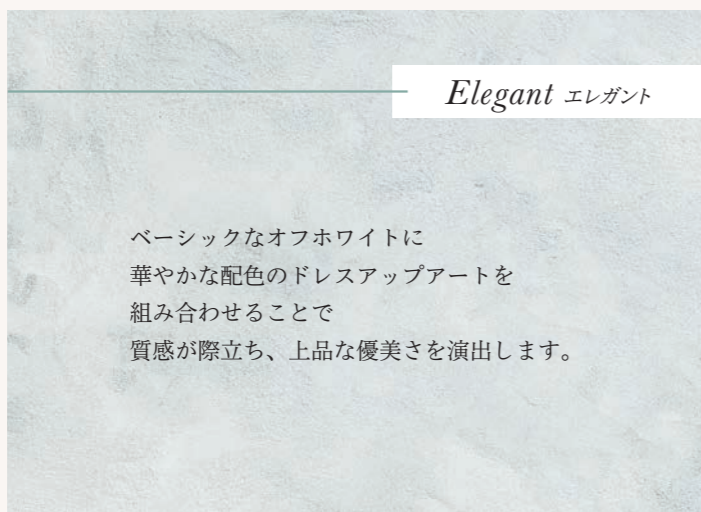 Elegant エレガント
ベーシックなオフホワイトに
華やかな配色のドレスアップアートを
組み合わせることで
質感が際立ち、上品な優美さを演出します。